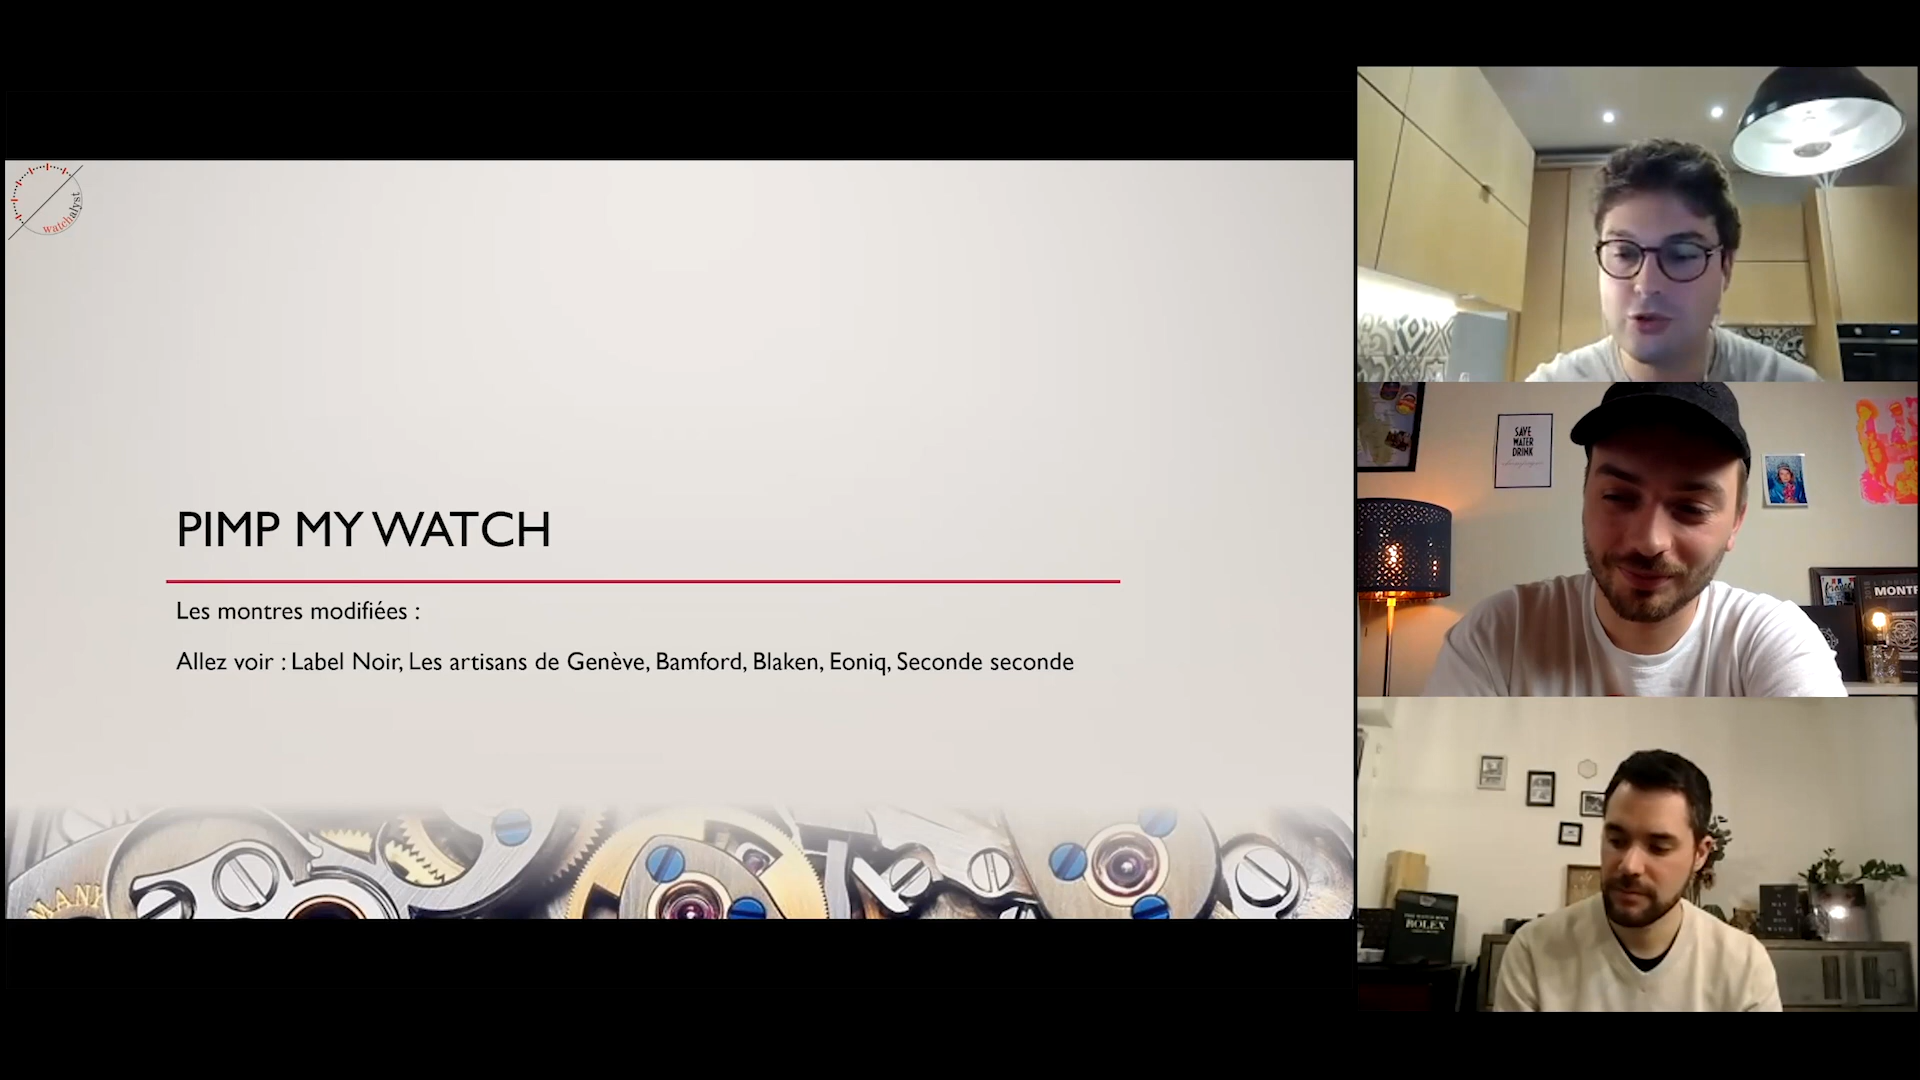 watchalyst
PIMP MY WATCH
Les montres modifiées :
Allez voir : Label Noir, Les artisans de Genève, Bamford, Blaken, Eoniq, Seconde seconde
SAVE
WATER
DRINK
champagne
MONTR
ROLEX